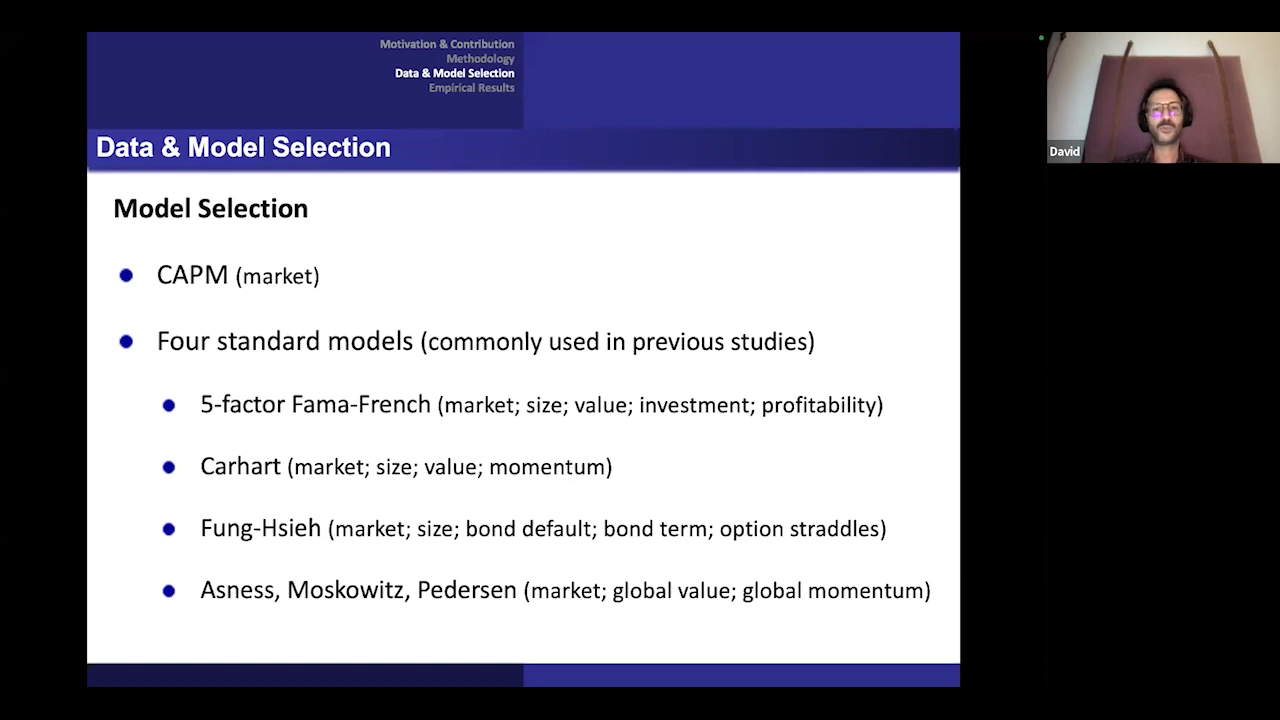 Motivation & Contribution
Methodology
Data & Model Selection
Empirical Results
Data & Model Selection
Model Selection
CAPM (market)
Four standard models (commonly used in previous studies)
5-factor Fama-French (market; size; value; investment; profitability)
Carhart (market; size; value; momentum)
Fung-Hsieh (market; size; bond default; bond term; option straddles)
Asness, Moskowitz, Pedersen (market; global value; global momentum)
David